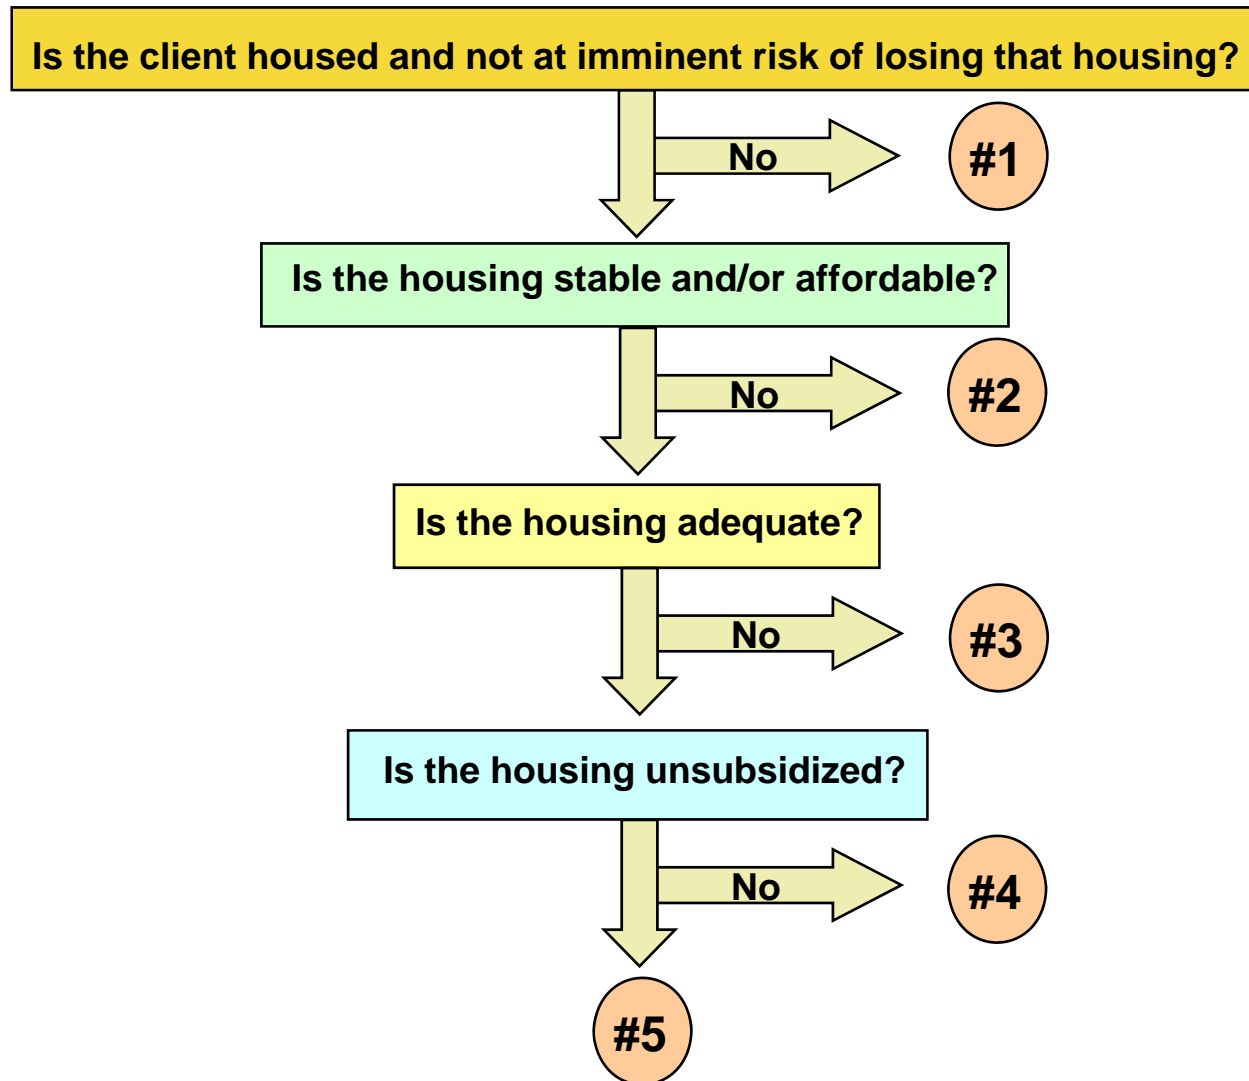 Is the client housed and not at imminent risk of losing that housing?
No
#1
Is the housing stable and/or affordable?
No
#2
Is the housing adequate?
No
#3
Is the housing unsubsidized?
No
#4
#5